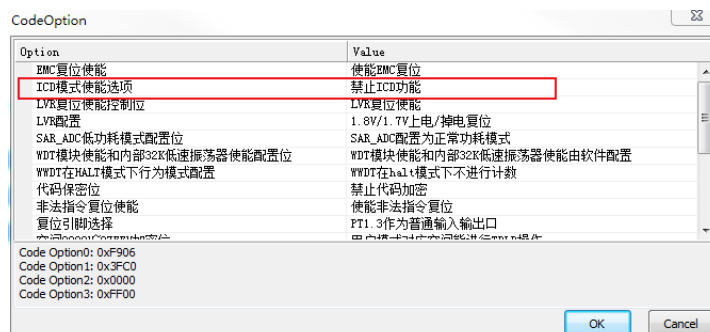 CodeOption
Option Value
EMC复位使能 使能EMC复位
ICD模式使能选项 禁止ICD功能
LVR复位使能控制位 LVR复位使能
LVR配置 1.8V/1.7V上电/掉电复位
SAR_ADC低功耗模式配置位 SAR_ADC配置为正常功耗模式
WDT模块使能和内部32K低速振荡器使能配置位 WDT模块使能和内部32K低速振荡器使能由软件配置
WWDT在HALT模式下行为模式配置 WWDT在halt模式下不进行计数
代码保密位 禁止代码加密
非法指令复位使能 使能非法指令复位
复位引脚选择 PT1.3作为普通输入输出口
Code Option0: 0xF906
Code Option1: 0x3FC0
Code Option2: 0x0000
Code Option3: 0xFF00
OK Cancel